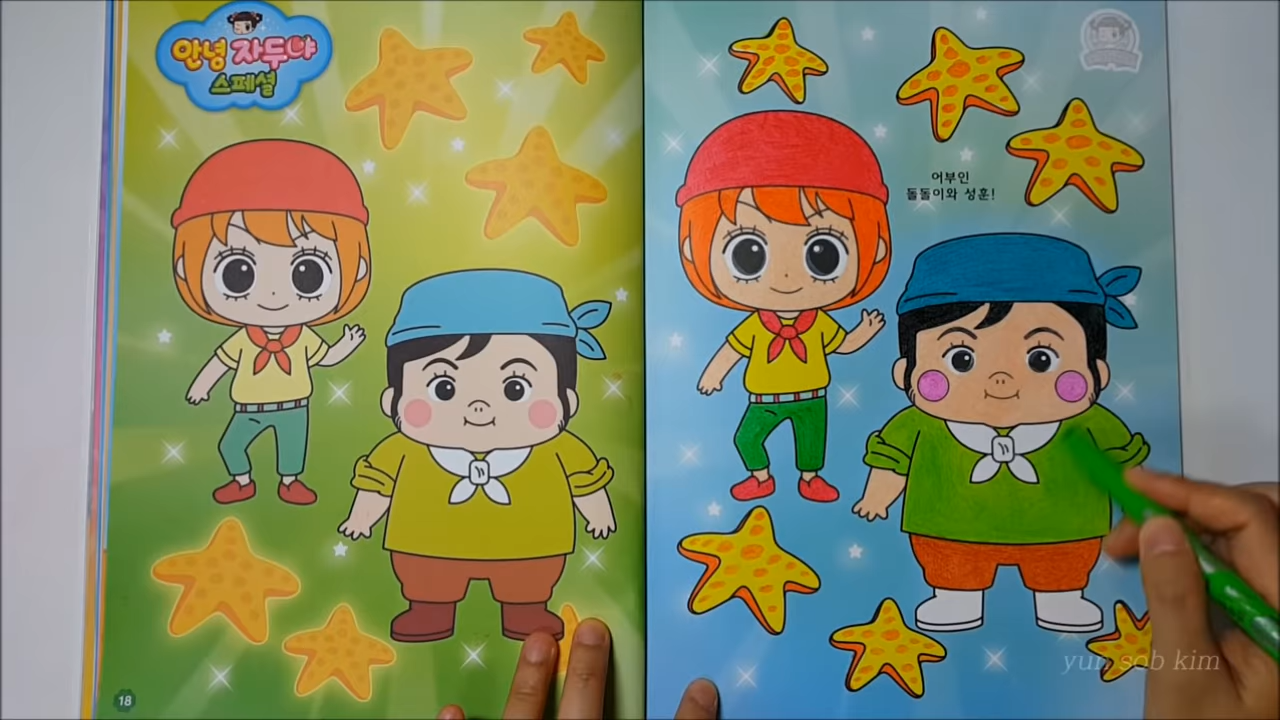 안녕 자두야
스페셜
어부인
돌돌이와 성훈!
18
yun sob kim